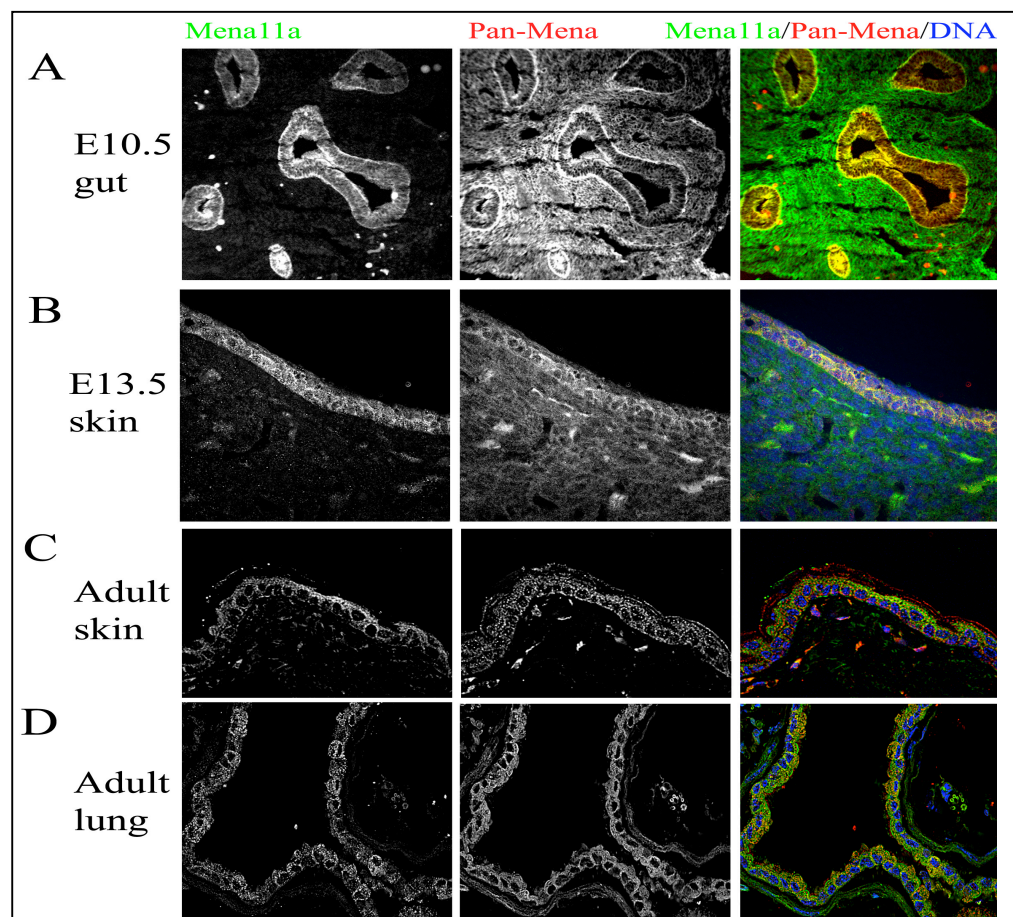 Mena11a Pan-Mena Mena11a/Pan-Mena/DNA
A
E10.5
gut
B
E13.5
skin
C
Adult
skin
D
Adult
lung